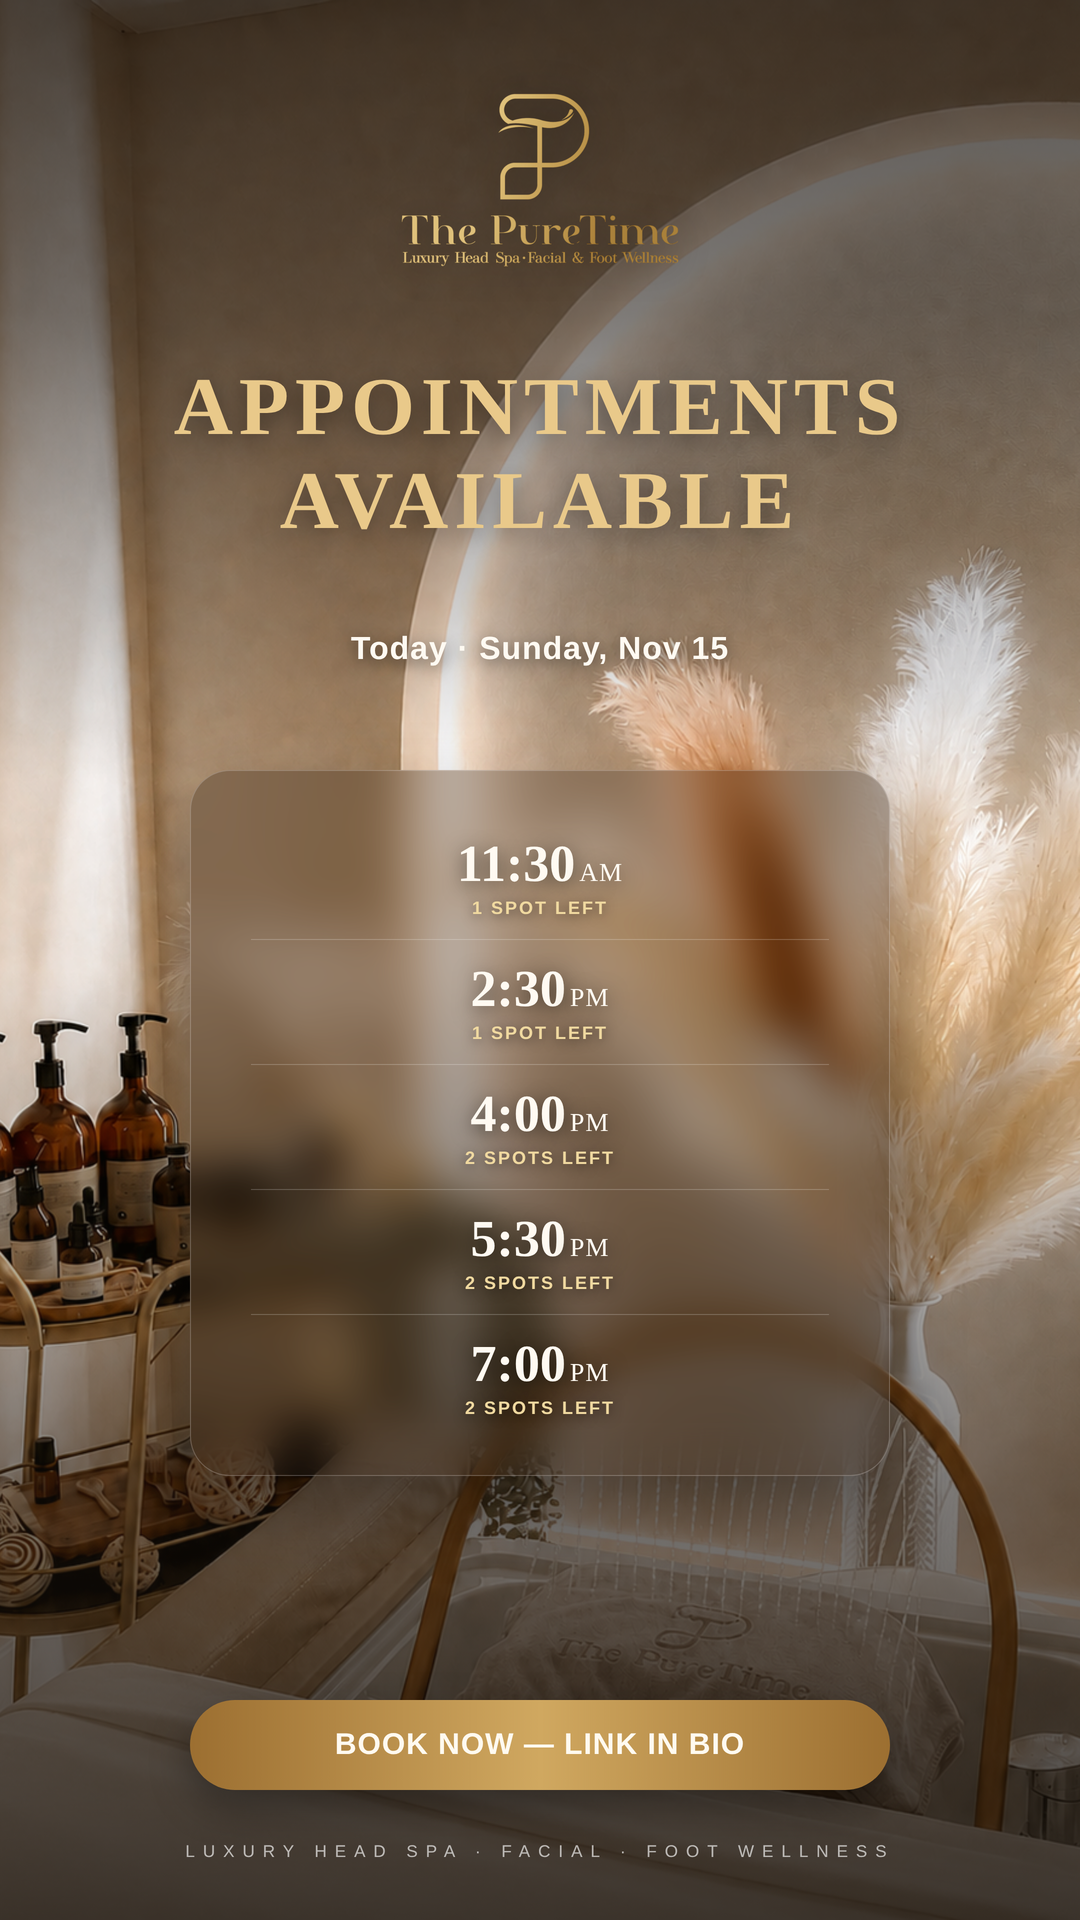 The PureTime
Luxury Head Spa·Facial & Foot Wellness
APPOINTMENTS
AVAILABLE
Today · Sunday, Nov 15
11:30 AM
1 SPOT LEFT
2:30 PM
1 SPOT LEFT
4:00 PM
2 SPOTS LEFT
5:30 PM
2 SPOTS LEFT
7:00 PM
2 SPOTS LEFT
The PureTime
BOOK NOW — LINK IN BIO
LUXURY HEAD SPA · FACIAL · FOOT WELLNESS